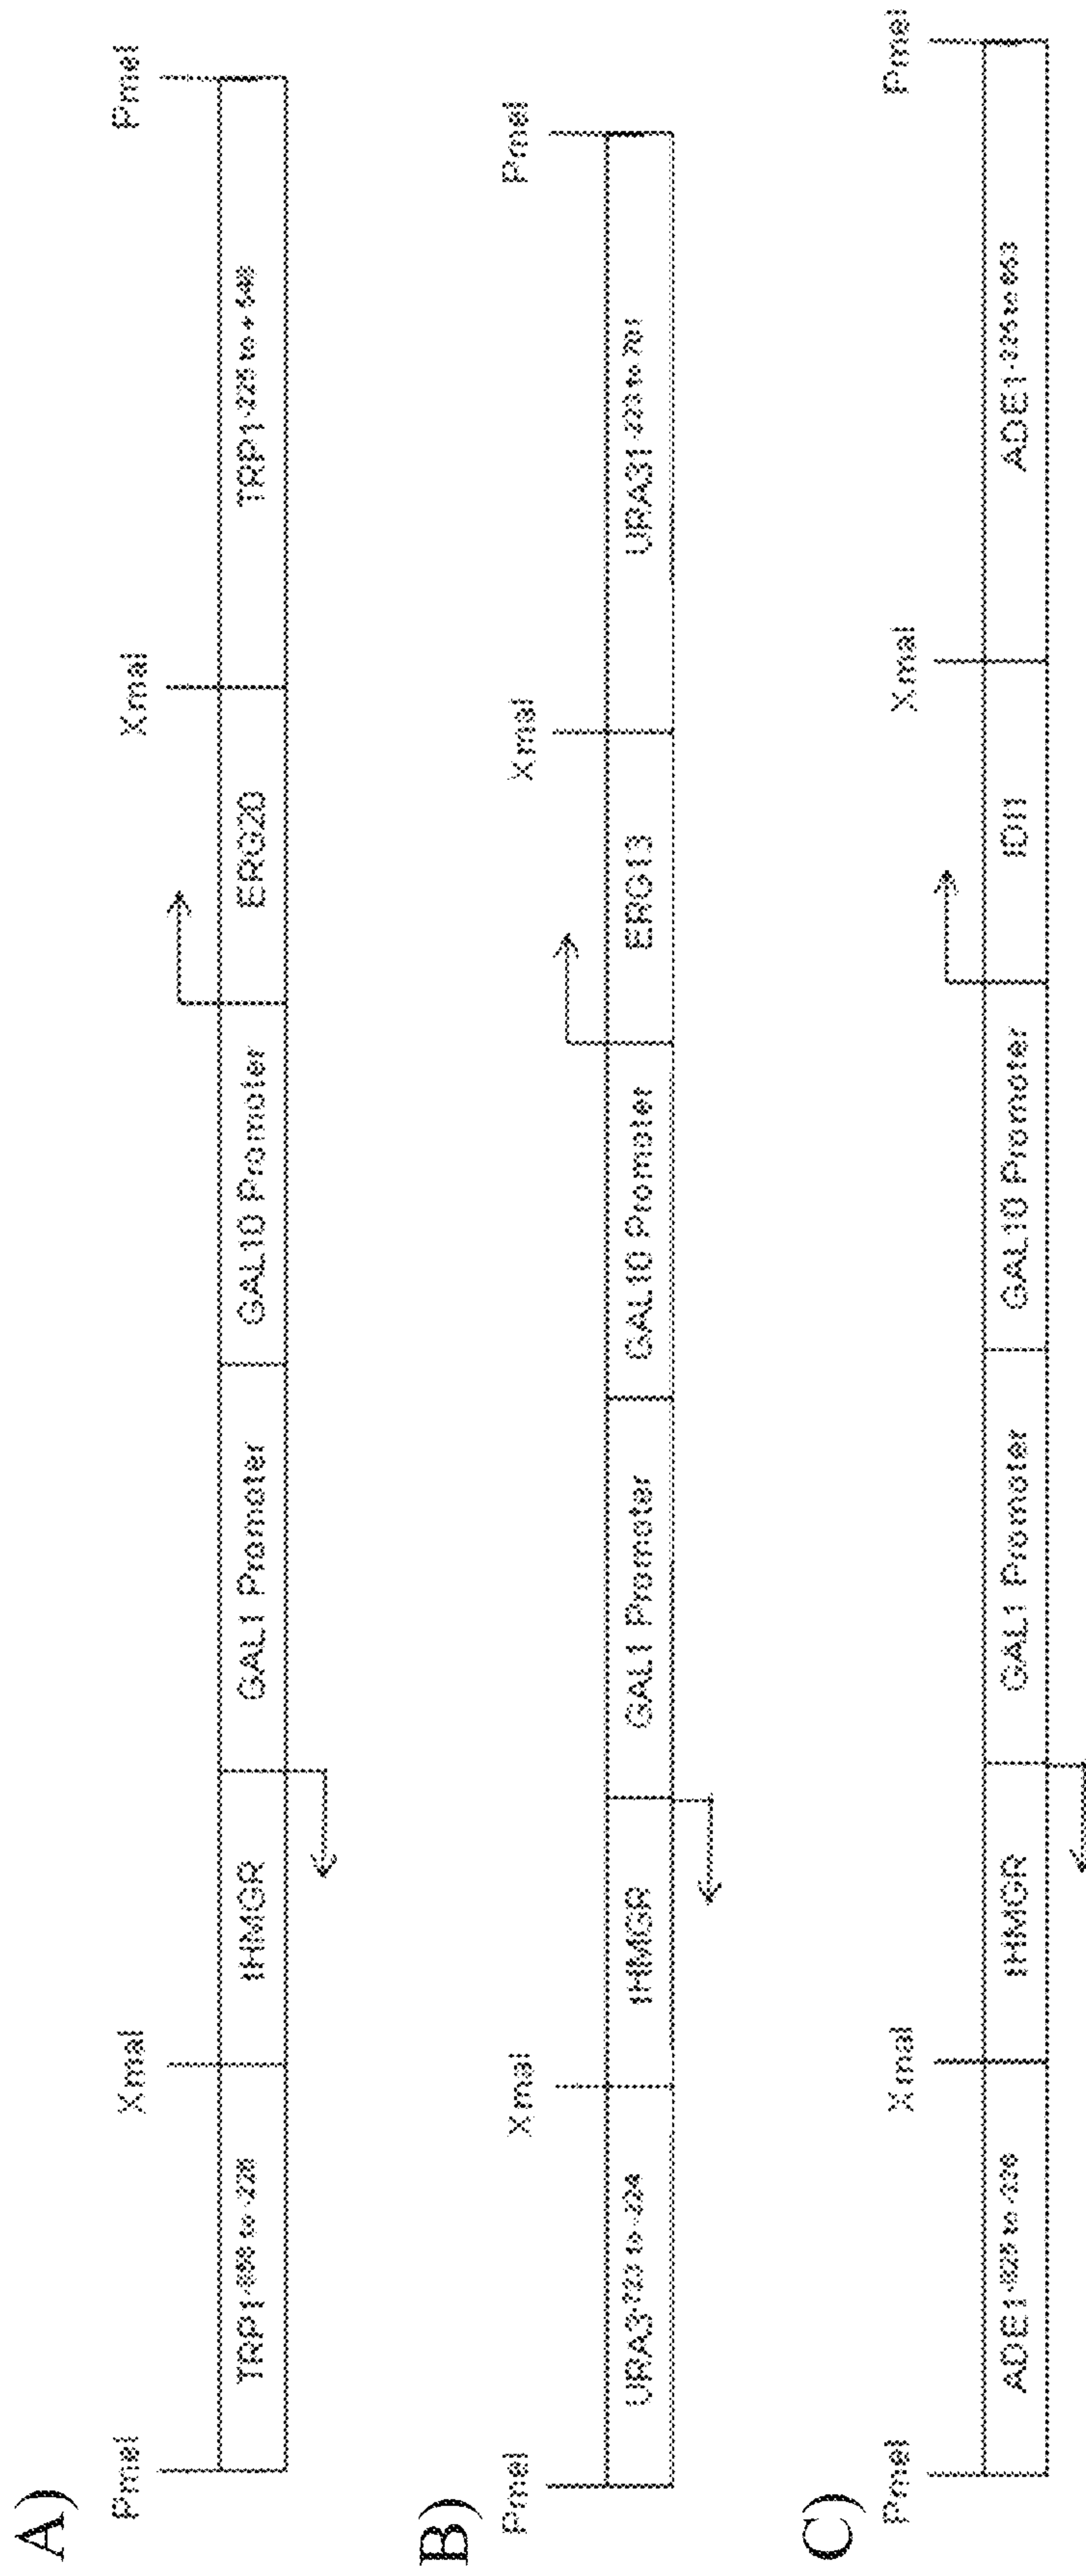 A)
PmeI XmaI XmaI PmeI
TRP1 tHMGR GAL1 Promoter GAL10 Promoter ERG20 TRP1
B)
PmeI XmaI XmaI PmeI
URA3 tHMGR GAL1 Promoter GAL10 Promoter ERG13
C)
PmeI XmaI XmaI PmeI
ADE1 tHMGR GAL1 Promoter GAL10 Promoter IDI1 ADE1